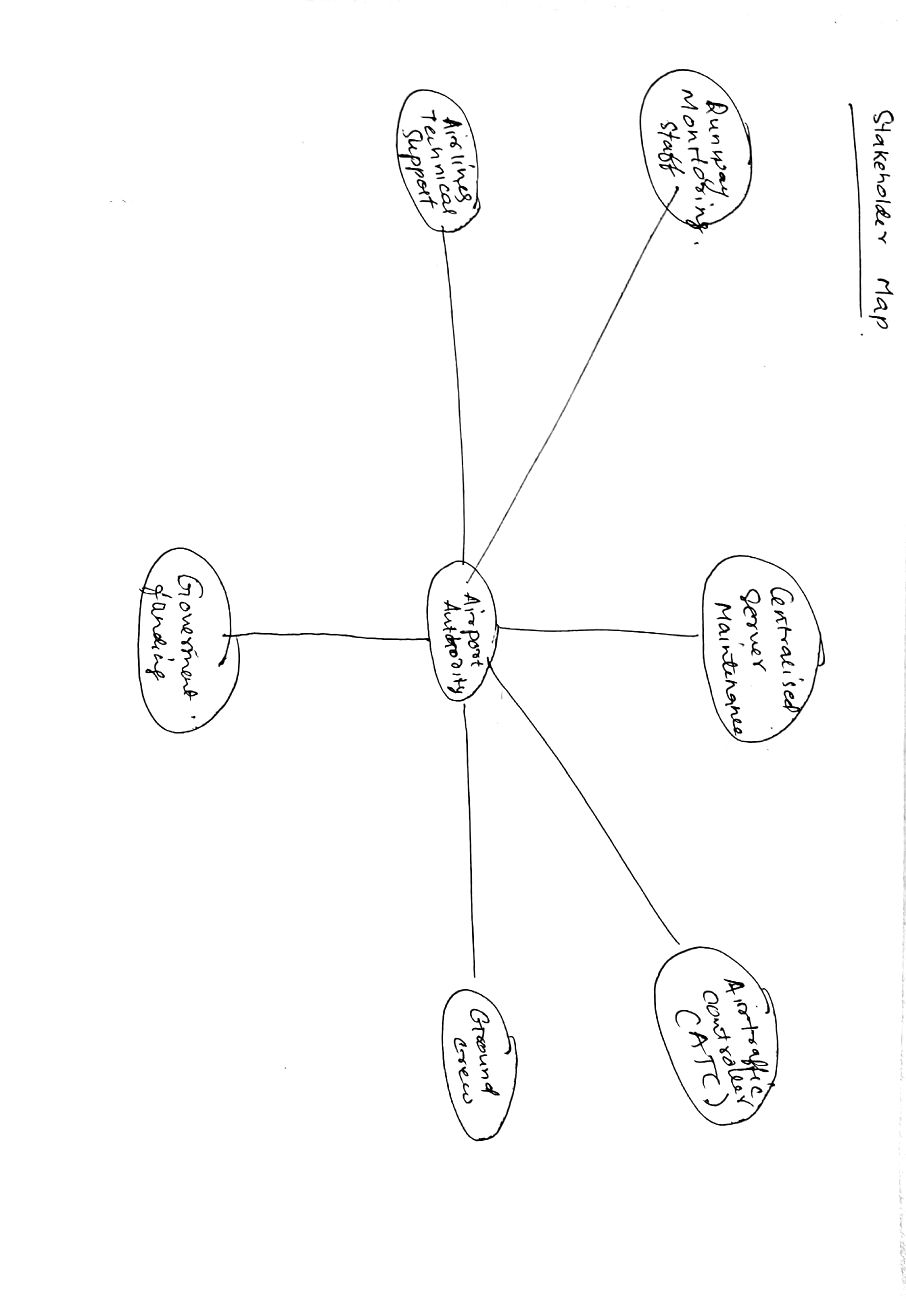 Stakeholder Map.
Runway
Monitoring.
Staff
Centralised
Server
Maintenance
Airtraffic
Controller
(ATC)
Airlines
Technical
Support
Airport
Authority
Ground
Crew
Government
funding